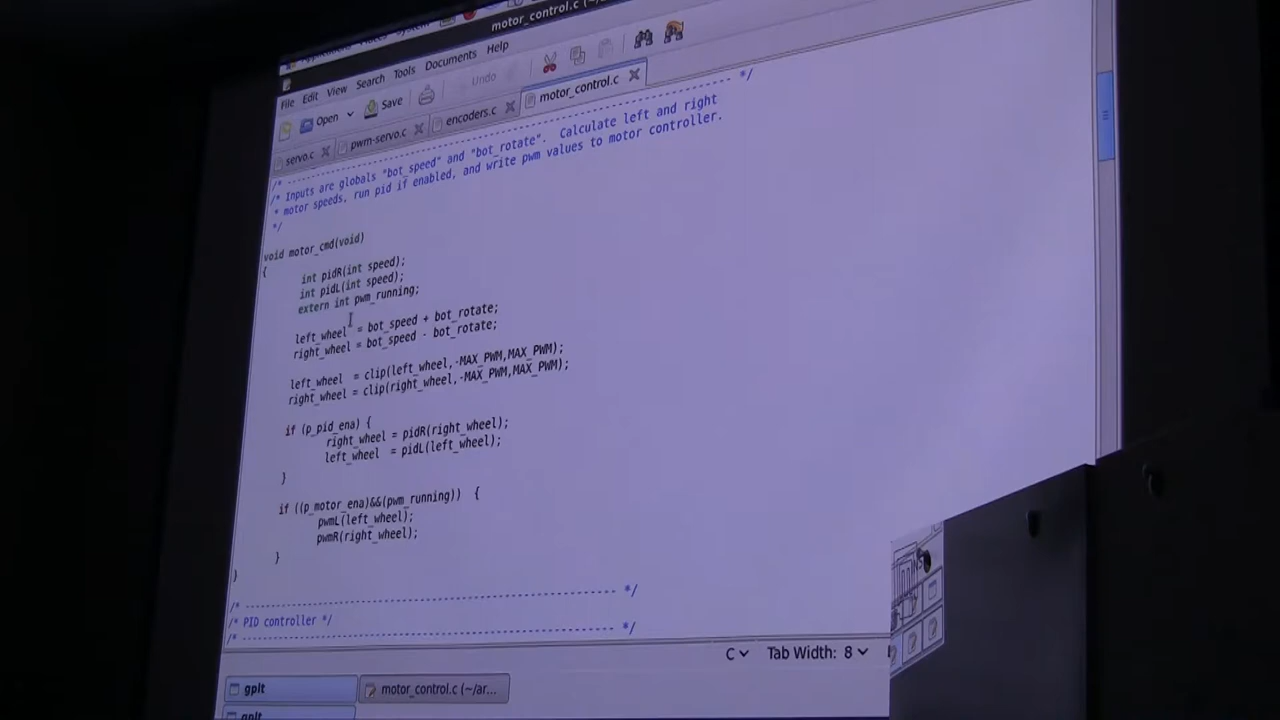 motor_control.c (~/a
File Edit View Search Tools Documents Help
Open Save Undo
servo.c pwm-servo.c encoders.c motor_control.c
/* ---------------------------------------------------------------- */
/* Inputs are globals "bot_speed" and "bot_rotate". Calculate left and right
 * motor speeds, run pid if enabled, and write pwm values to motor controller.
*/
void motor_cmd(void)
{
int pidR(int speed);
int pidL(int speed);
extern int pwm_running;
left_wheel = bot_speed + bot_rotate;
right_wheel = bot_speed - bot_rotate;
left_wheel = clip(left_wheel,-MAX_PWM,MAX_PWM);
right_wheel = clip(right_wheel,-MAX_PWM,MAX_PWM);
if (p_pid_ena) {
right_wheel = pidR(right_wheel);
left_wheel = pidL(left_wheel);
}
if ((p_motor_ena)&&(pwm_running)) {
pwmL(left_wheel);
pwmR(right_wheel);
}
}
/* ---------------------------------------------------- */
/* PID controller */
/* ---------------------------------------------------- */
C Tab Width: 8
gplt motor_control.c (~/ar...
gplt